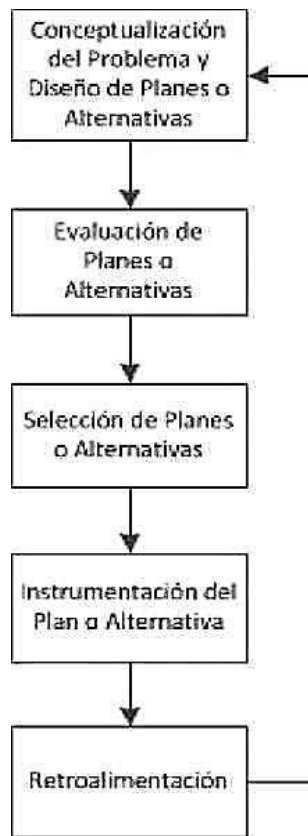 Conceptualización
del Problema y
Diseño de Planes o
Alternativas
Evaluación de
Planes o
Alternativas
Selección de Planes
o Alternativas
Instrumentación del
Plan o Alternativa
Retroalimentación